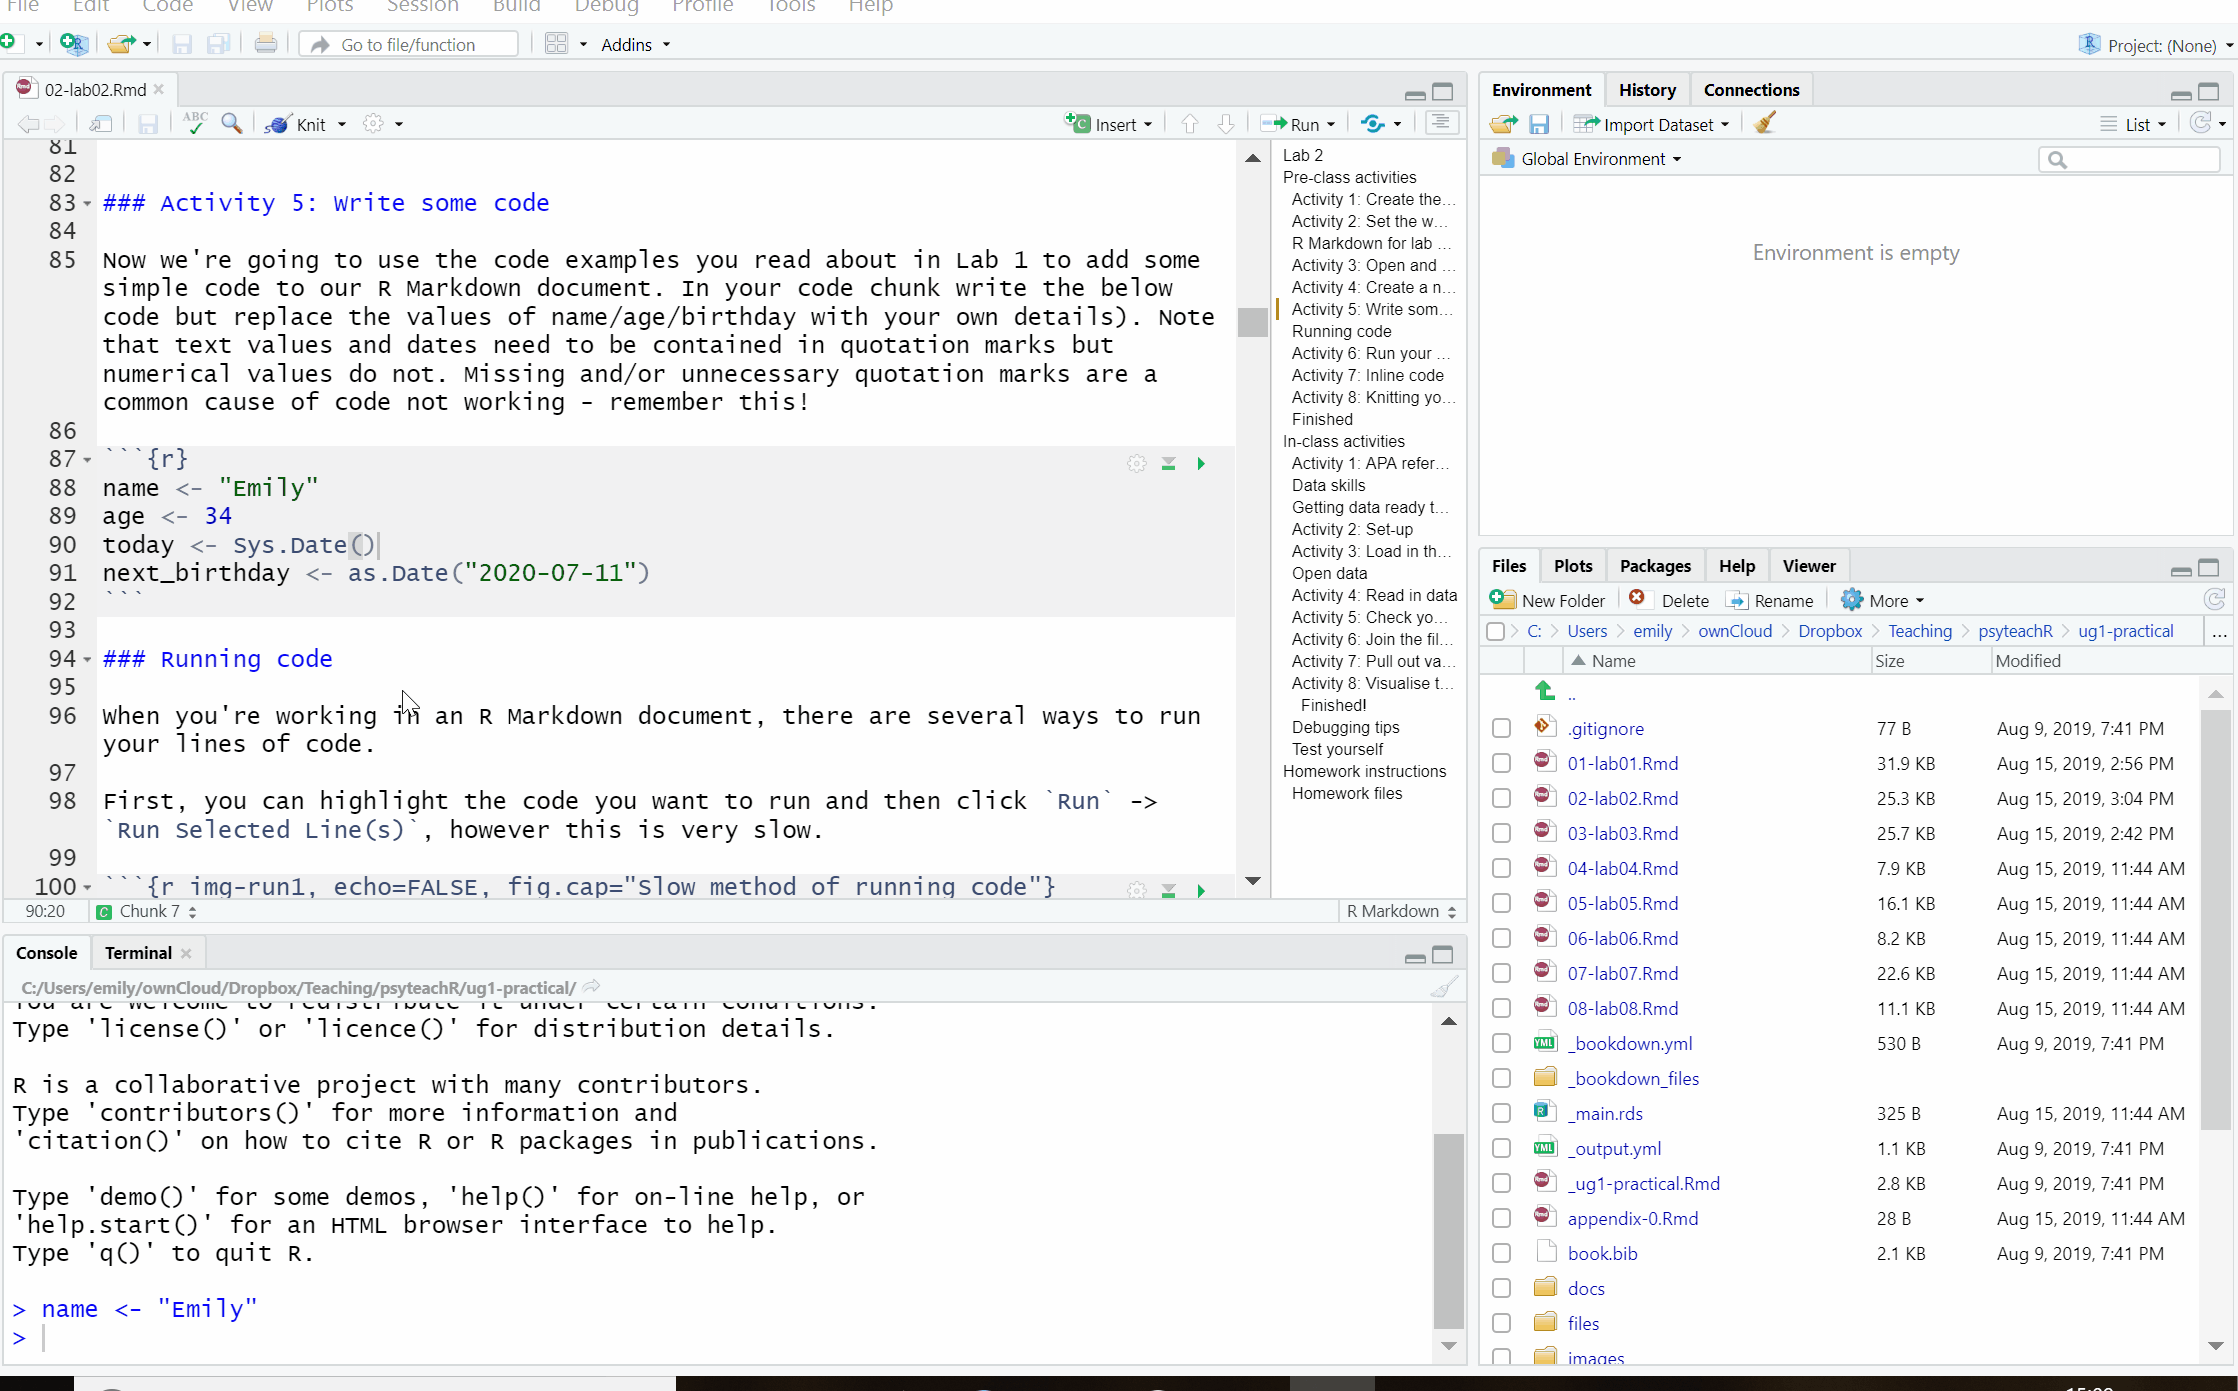 File Edit Code View Plots Session Build Debug Profile Tools Help
Go to file/function Addins Project: (None)
02-lab02.Rmd
ABC Knit Insert Run
81
82
83 ### Activity 5: Write some code
84
85 Now we're going to use the code examples you read about in Lab 1 to add some
simple code to our R Markdown document. In your code chunk write the below
code but replace the values of name/age/birthday with your own details). Note
that text values and dates need to be contained in quotation marks but
numerical values do not. Missing and/or unnecessary quotation marks are a
common cause of code not working - remember this!
86
87 ```{r}
88 name <- "Emily"
89 age <- 34
90 today <- Sys.Date()
91 next_birthday <- as.Date("2020-07-11")
92 ```
93
94 ### Running code
95
96 When you're working in an R Markdown document, there are several ways to run
your lines of code.
97
98 First, you can highlight the code you want to run and then click `Run` ->
`Run Selected Line(s)`, however this is very slow.
99
100 ```{r img-run1, echo=FALSE, fig.cap="Slow method of running code"}
90:20 Chunk 7 R Markdown
Lab 2
Pre-class activities
Activity 1: Create the...
Activity 2: Set the w...
R Markdown for lab ...
Activity 3: Open and ...
Activity 4: Create a n...
Activity 5: Write som...
Running code
Activity 6: Run your ...
Activity 7: Inline code
Activity 8: Knitting yo...
Finished
In-class activities
Activity 1: APA refer...
Data skills
Getting data ready t...
Activity 2: Set-up
Activity 3: Load in th...
Open data
Activity 4: Read in data
Activity 5: Check yo...
Activity 6: Join the fil...
Activity 7: Pull out va...
Activity 8: Visualise t...
Finished!
Debugging tips
Test yourself
Homework instructions
Homework files
Console Terminal
C:/Users/emily/ownCloud/Dropbox/Teaching/psyteachR/ug1-practical/
You are welcome to redistribute it under certain conditions.
Type 'license()' or 'licence()' for distribution details.
R is a collaborative project with many contributors.
Type 'contributors()' for more information and
'citation()' on how to cite R or R packages in publications.
Type 'demo()' for some demos, 'help()' for on-line help, or
'help.start()' for an HTML browser interface to help.
Type 'q()' to quit R.
> name <- "Emily"
>
Environment History Connections
Import Dataset List
Global Environment
Environment is empty
Files Plots Packages Help Viewer
New Folder Delete Rename More
C: Users emily ownCloud Dropbox Teaching psyteachR ug1-practical ...
Name Size Modified
..
.gitignore 77 B Aug 9, 2019, 7:41 PM
01-lab01.Rmd 31.9 KB Aug 15, 2019, 2:56 PM
02-lab02.Rmd 25.3 KB Aug 15, 2019, 3:04 PM
03-lab03.Rmd 25.7 KB Aug 15, 2019, 2:42 PM
04-lab04.Rmd 7.9 KB Aug 15, 2019, 11:44 AM
05-lab05.Rmd 16.1 KB Aug 15, 2019, 11:44 AM
06-lab06.Rmd 8.2 KB Aug 15, 2019, 11:44 AM
07-lab07.Rmd 22.6 KB Aug 15, 2019, 11:44 AM
08-lab08.Rmd 11.1 KB Aug 15, 2019, 11:44 AM
_bookdown.yml 530 B Aug 9, 2019, 7:41 PM
_bookdown_files
_main.rds 325 B Aug 15, 2019, 11:44 AM
_output.yml 1.1 KB Aug 9, 2019, 7:41 PM
_ug1-practical.Rmd 2.8 KB Aug 9, 2019, 7:41 PM
appendix-0.Rmd 28 B Aug 15, 2019, 11:44 AM
book.bib 2.1 KB Aug 9, 2019, 7:41 PM
docs
files
images